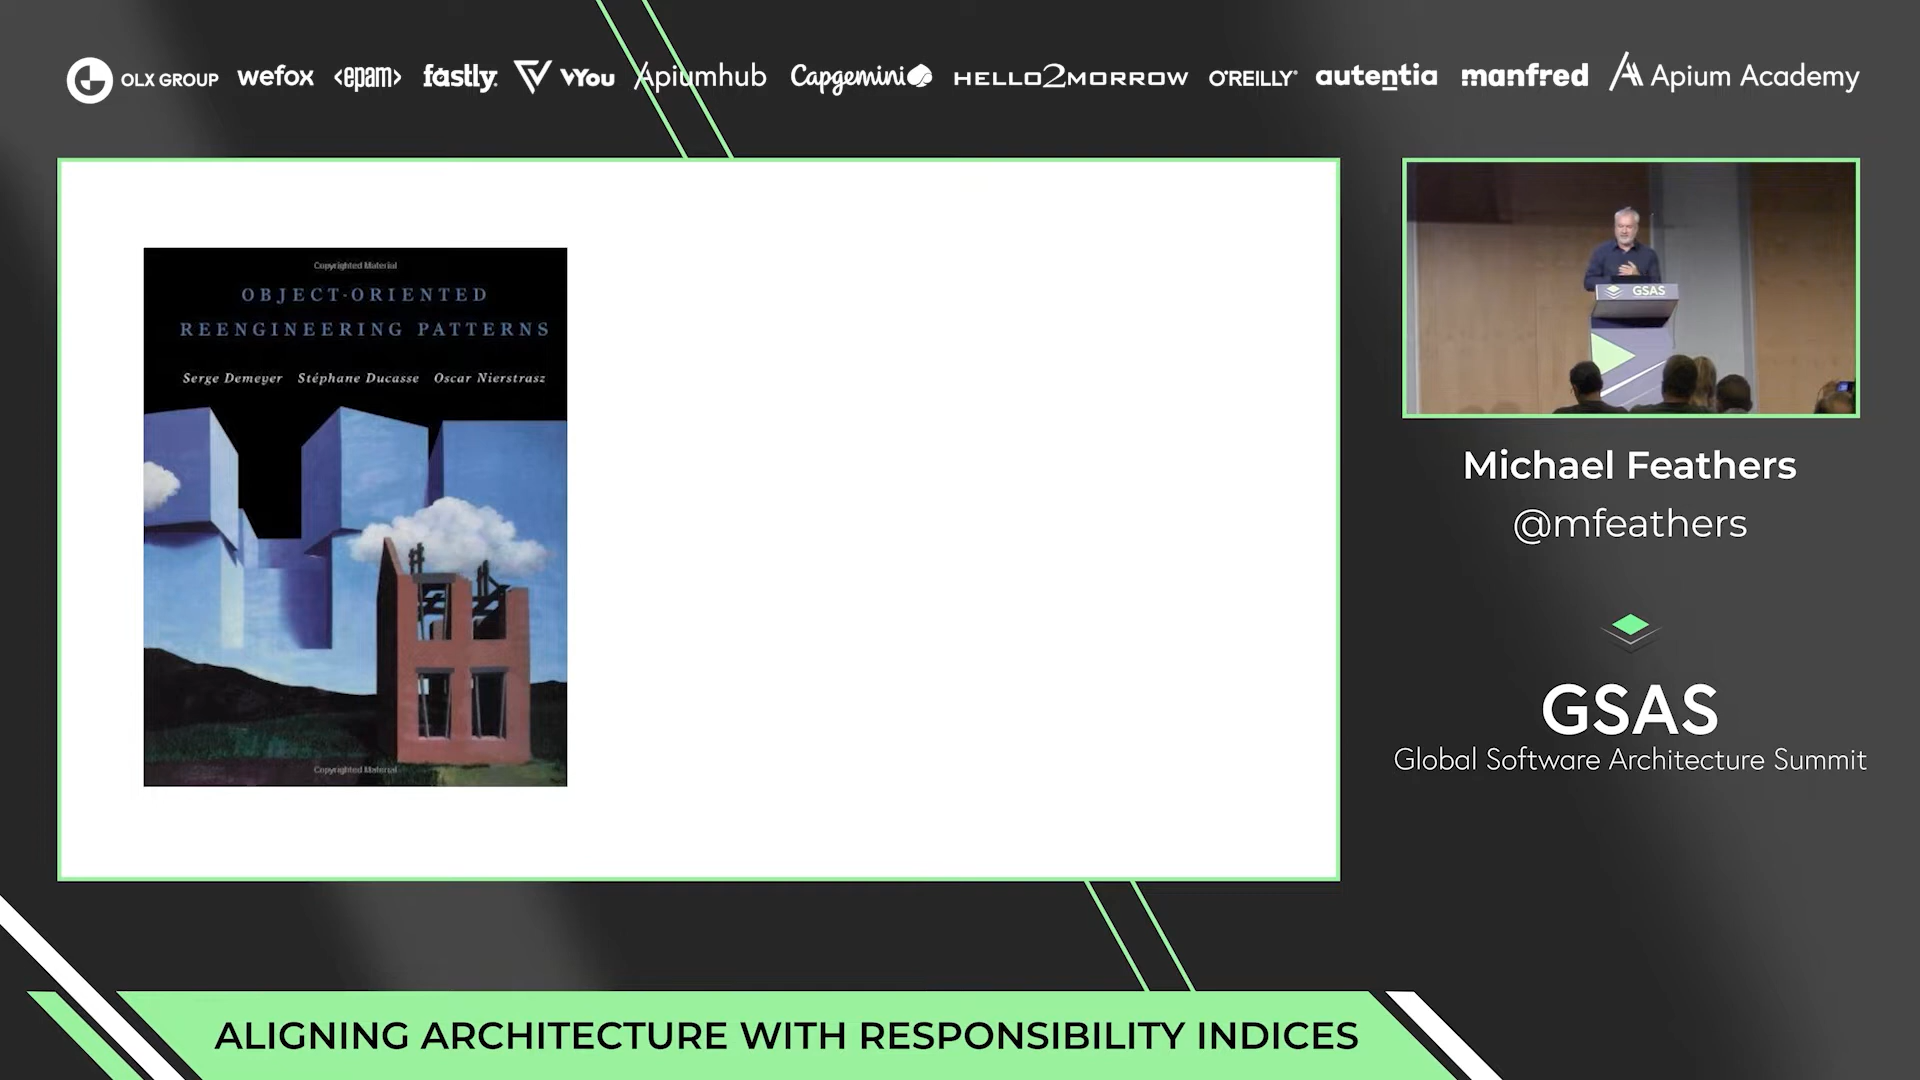 OLX GROUP wefox <epam> fastly VYou Apiumhub Capgemini HELLO2MORROW O'REILLY autentia manfred Apium Academy
Copyrighted Material
OBJECT-ORIENTED
REENGINEERING PATTERNS
Serge Demeyer Stéphane Ducasse Oscar Nierstrasz
Copyrighted Material
GSAS
Michael Feathers
@mfeathers
GSAS
Global Software Architecture Summit
ALIGNING ARCHITECTURE WITH RESPONSIBILITY INDICES